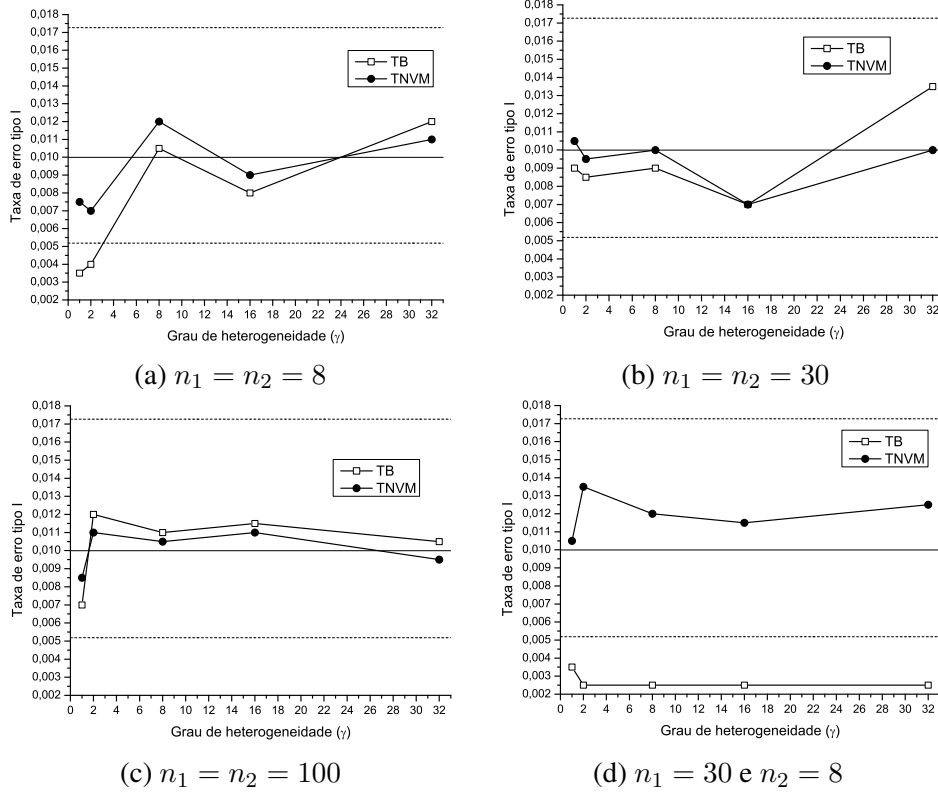 0,018
0,017
0,016
0,015
0,014
0,013
0,012
0,011
0,010
0,009
0,008
0,007
0,006
0,005
0,004
0,003
0,002
Taxa de erro tipo I
TB
TNVM
0 2 4 6 8 10 12 14 16 18 20 22 24 26 28 30 32
Grau de heterogeneidade (γ)
(a) n₁ = n₂ = 8
0,018
0,017
0,016
0,015
0,014
0,013
0,012
0,011
0,010
0,009
0,008
0,007
0,006
0,005
0,004
0,003
0,002
Taxa de erro tipo I
TB
TNVM
0 2 4 6 8 10 12 14 16 18 20 22 24 26 28 30 32
Grau de heterogeneidade (γ)
(b) n₁ = n₂ = 30
0,018
0,017
0,016
0,015
0,014
0,013
0,012
0,011
0,010
0,009
0,008
0,007
0,006
0,005
0,004
0,003
0,002
Taxa de erro tipo I
TB
TNVM
0 2 4 6 8 10 12 14 16 18 20 22 24 26 28 30 32
Grau de heterogeneidade (γ)
(c) n₁ = n₂ = 100
0,018
0,017
0,016
0,015
0,014
0,013
0,012
0,011
0,010
0,009
0,008
0,007
0,006
0,005
0,004
0,003
0,002
Taxa de erro tipo I
TB
TNVM
0 2 4 6 8 10 12 14 16 18 20 22 24 26 28 30 32
Grau de heterogeneidade (γ)
(d) n₁ = 30 e n₂ = 8